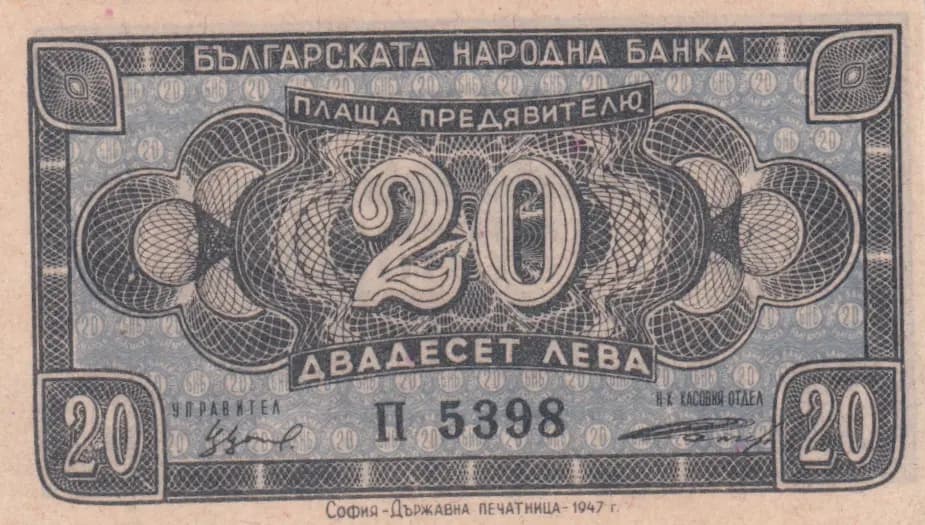 БЪЛГАРСКАТА НАРОДНА БАНКА
ПЛАЩА ПРЕДЯВИТЕЛЮ
20
ДВАДЕСЕТ ЛЕВА
УПРАВИТЕЛ
П 5398
Н-К КАСОВИЯ ОТДЕЛ
20
20
СОФИЯ - ДЪРЖАВНА ПЕЧАТНИЦА - 1947 г.